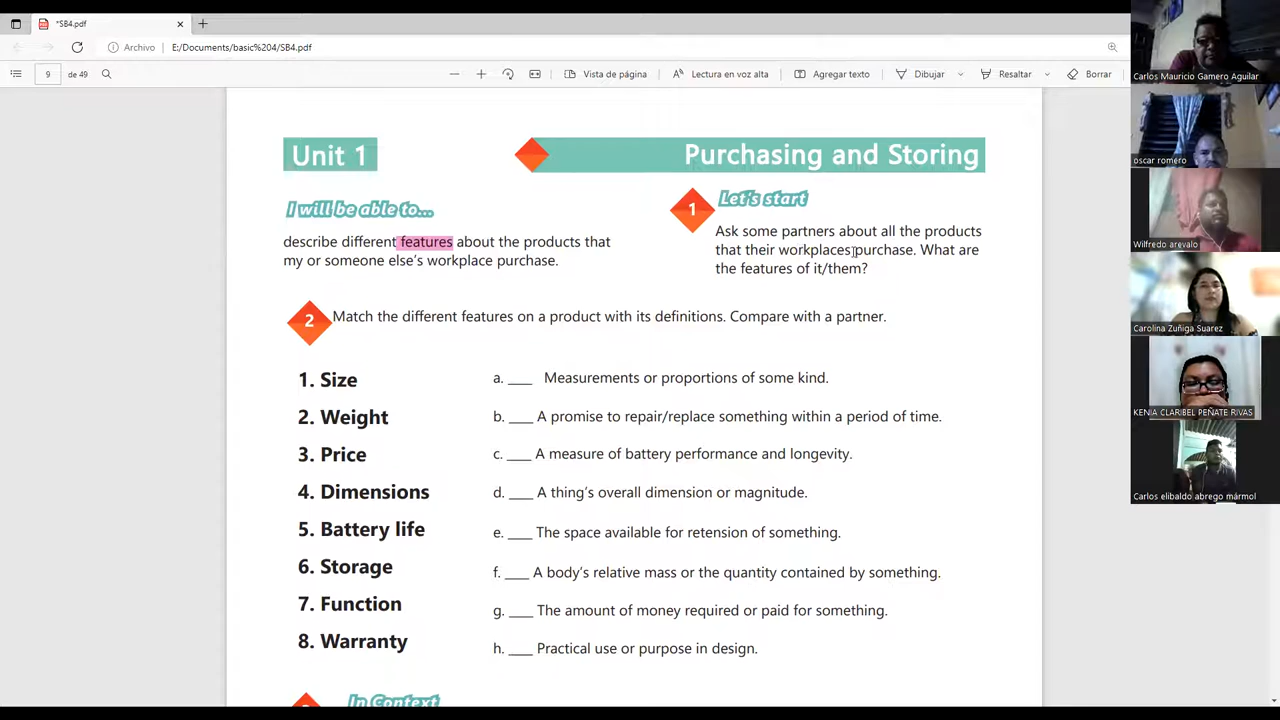 *SB4.pdf
Archivo
E:/Documents/basic%204/SB4.pdf
9
de 49
Vista de página
Lectura en voz alta
Agregar texto
Dibujar
Resaltar
Borrar
Unit 1
Purchasing and Storing
I will be able to...
describe different features about the products that
my or someone else's workplace purchase.
1
Let's start
Ask some partners about all the products
that their workplaces purchase. What are
the features of it/them?
2
Match the different features on a product with its definitions. Compare with a partner.
1. Size
2. Weight
3. Price
4. Dimensions
5. Battery life
6. Storage
7. Function
8. Warranty
a. ____ Measurements or proportions of some kind.
b. ____ A promise to repair/replace something within a period of time.
c. ____ A measure of battery performance and longevity.
d. ____ A thing's overall dimension or magnitude.
e. ____ The space available for retension of something.
f. ____ A body's relative mass or the quantity contained by something.
g. ____ The amount of money required or paid for something.
h. ____ Practical use or purpose in design.
In Context
Carlos Mauricio Gamero Aguilar
oscar romero
Wilfredo arevalo
Carolina Zuñiga Suarez
KENIA CLARIBEL PEÑATE RIVAS
Carlos elibaldo abrego mármol